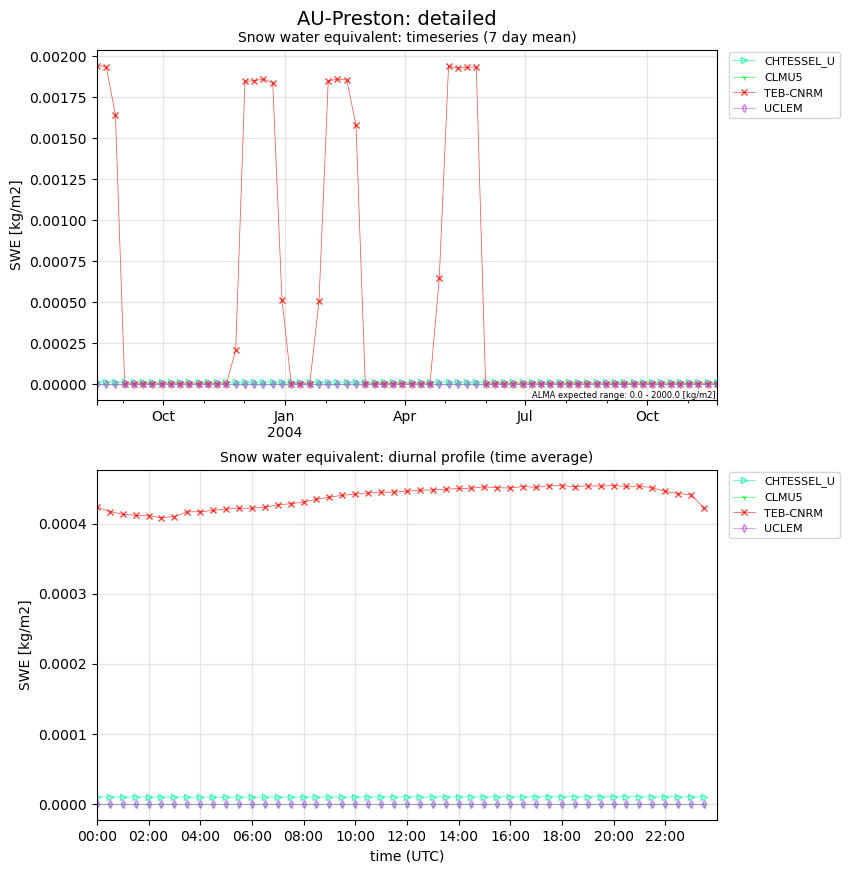 AU-Preston: detailed
Snow water equivalent: timeseries (7 day mean)
SWE [kg/m2]
0.00200
0.00175
0.00150
0.00125
0.00100
0.00075
0.00050
0.00025
0.00000
Oct
Jan
2004
Apr
Jul
Oct
ALMA expected range: 0.0 - 2000.0 [kg/m2]
CHTESSEL_U
CLMU5
TEB-CNRM
UCLEM
Snow water equivalent: diurnal profile (time average)
SWE [kg/m2]
0.0004
0.0003
0.0002
0.0001
0.0000
00:00 02:00 04:00 06:00 08:00 10:00 12:00 14:00 16:00 18:00 20:00 22:00
time (UTC)
CHTESSEL_U
CLMU5
TEB-CNRM
UCLEM